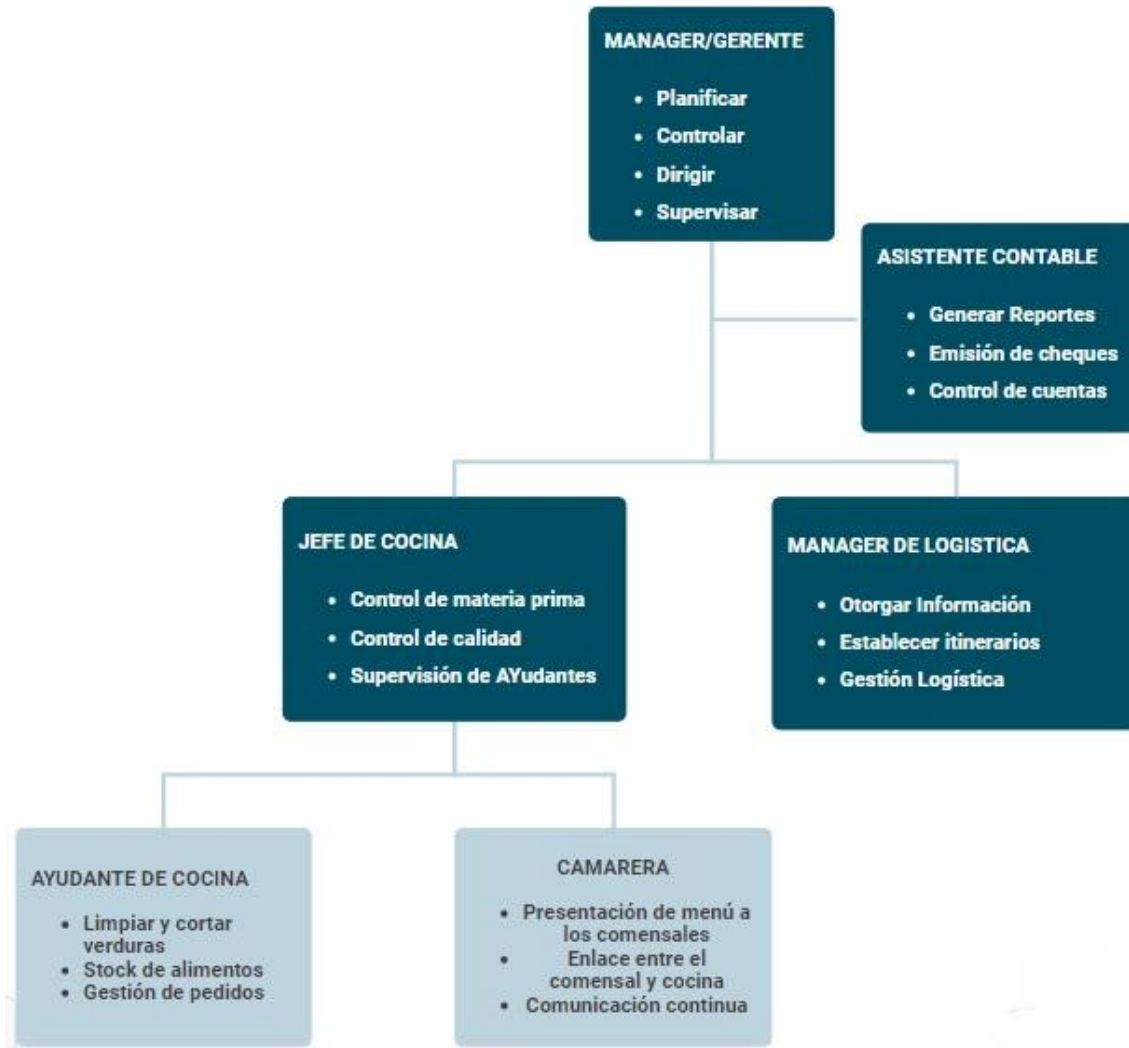 MANAGER/GERENTE
• Planificar
• Controlar
• Dirigir
• Supervisar
ASISTENTE CONTABLE
• Generar Reportes
• Emisión de cheques
• Control de cuentas
JEFE DE COCINA
• Control de materia prima
• Control de calidad
• Supervisión de AYudantes
MANAGER DE LOGISTICA
• Otorgar Información
• Establecer itinerarios
• Gestión Logística
AYUDANTE DE COCINA
• Limpiar y cortar
verduras
• Stock de alimentos
• Gestión de pedidos
CAMARERA
• Presentación de menú a
los comensales
• Enlace entre el
comensal y cocina
• Comunicación continua